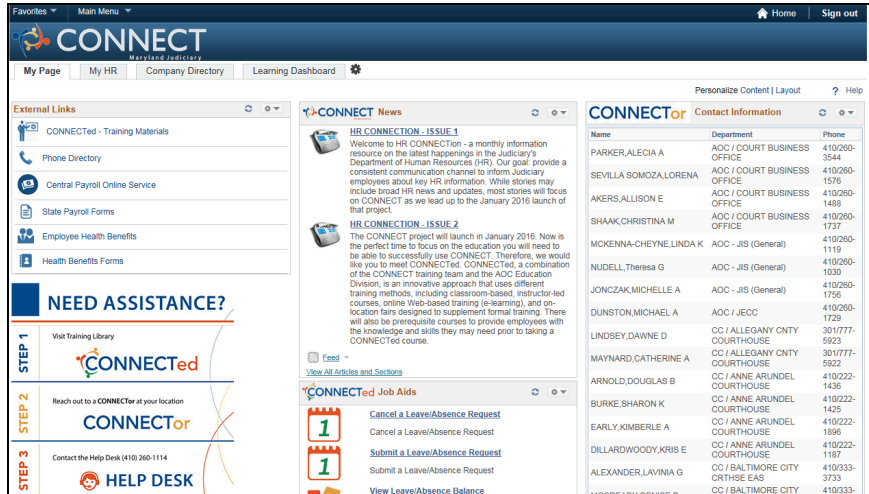 Favorites Main Menu Home Sign out
CONNECT
Maryland Judiciary
My Page My HR Company Directory Learning Dashboard
Personalize Content | Layout ? Help
External Links
CONNECTed - Training Materials
Phone Directory
Central Payroll Online Service
State Payroll Forms
Employee Health Benefits
Health Benefits Forms
NEED ASSISTANCE?
STEP 1
Visit Training Library
CONNECTed
STEP 2
Reach out to a CONNECTor at your location
CONNECTor
STEP 3
Contact the Help Desk (410) 260-1114
HELP DESK
CONNECT News
HR CONNECTION - ISSUE 1
Welcome to HR CONNECTion - a monthly information
resource on the latest happenings in the Judiciary's
Department of Human Resources (HR). Our goal: provide a
consistent communication channel to inform Judiciary
employees about key HR information. While stories may
include broad HR news and updates, most stories will focus
on CONNECT as we lead up to the January 2016 launch of
that project.
HR CONNECTION - ISSUE 2
The CONNECT project will launch in January 2016. Now is
the perfect time to focus on the education you will need to
be able to successfully use CONNECT. Therefore, we would
like you to meet CONNECTed. CONNECTed, a combination
of the CONNECT training team and the AOC Education
Division, is an innovative approach that uses different
training methods, including classroom-based, instructor-led
courses, online Web-based training (e-learning), and on-
location fairs designed to supplement formal training. There
will also be prerequisite courses to provide employees with
the knowledge and skills they may need prior to taking a
CONNECTed course.
Feed
View All Articles and Sections
CONNECTed Job Aids
1
Cancel a Leave/Absence Request
Cancel a Leave/Absence Request
1
Submit a Leave/Absence Request
Submit a Leave/Absence Request
View Leave/Absence Balance
CONNECTor Contact Information
Name Department Phone
PARKER,ALECIA A AOC / COURT BUSINESS OFFICE 410/260-3544
SEVILLA SOMOZA,LORENA AOC / COURT BUSINESS OFFICE 410/260-1576
AKERS,ALLISON E AOC / COURT BUSINESS OFFICE 410/260-1488
SHAAK,CHRISTINA M AOC / COURT BUSINESS OFFICE 410/260-1737
MCKENNA-CHEYNE,LINDA K AOC - JIS (General) 410/260-1119
NUDELL,Theresa G AOC - JIS (General) 410/260-1030
JONCZAK,MICHELLE A AOC - JIS (General) 410/260-1756
DUNSTON,MICHAEL A AOC / JECC 410/260-1729
LINDSEY,DAWNE D CC / ALLEGANY CNTY COURTHOUSE 301/777-5923
MAYNARD,CATHERINE A CC / ALLEGANY CNTY COURTHOUSE 301/777-5922
ARNOLD,DOUGLAS B CC / ANNE ARUNDEL COURTHOUSE 410/222-1436
BURKE,SHARON K CC / ANNE ARUNDEL COURTHOUSE 410/222-1425
EARLY,KIMBERLE A CC / ANNE ARUNDEL COURTHOUSE 410/222-1896
DILLARDWOODY,KRIS E CC / ANNE ARUNDEL COURTHOUSE 410/222-1187
ALEXANDER,LAVINIA G CC / BALTIMORE CITY CRTHSE EAS 410/333-3733
CC / BALTIMORE CITY 410/333-